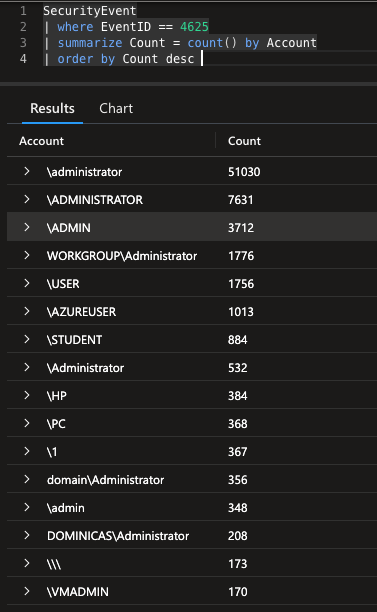 1 SecurityEvent
2 | where EventID == 4625
3 | summarize Count = count() by Account
4 | order by Count desc
Results Chart
Account Count
\administrator 51030
\ADMINISTRATOR 7631
\ADMIN 3712
WORKGROUP\Administrator 1776
\USER 1756
\AZUREUSER 1013
\STUDENT 884
\Administrator 532
\HP 384
\PC 368
\1 367
domain\Administrator 356
\admin 348
DOMINICAS\Administrator 208
\\\ 173
\VMADMIN 170